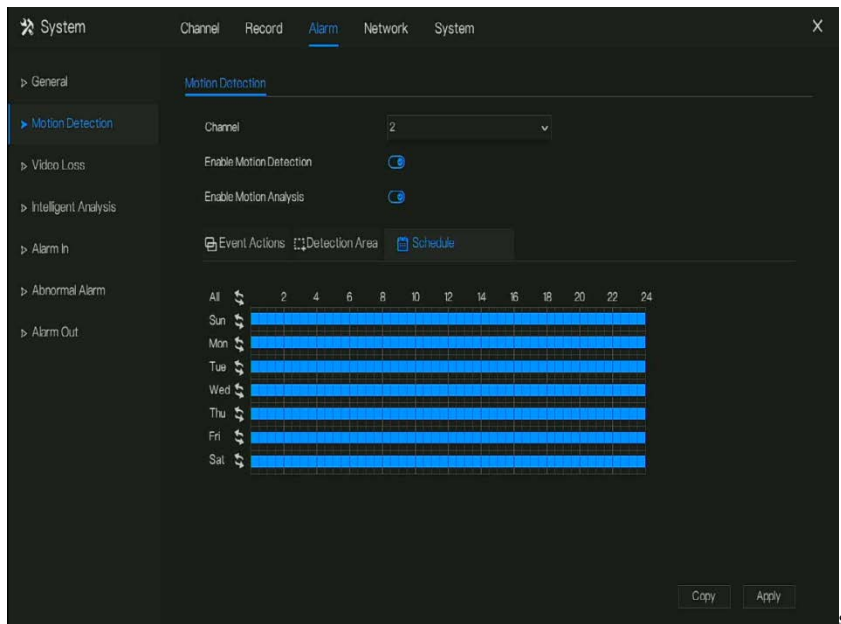 System Channel Record Alarm Network System X
General
Motion Detection
Motion Detection
Channel 2
Video Loss
Enable Motion Detection
Intelligent Analysis
Enable Motion Analysis
Alarm In
Event Actions Detection Area Schedule
Abnormal Alarm
All 2 4 6 8 10 12 14 16 18 20 22 24
Alarm Out
Sun
Mon
Tue
Wed
Thu
Fri
Sat
Copy Apply